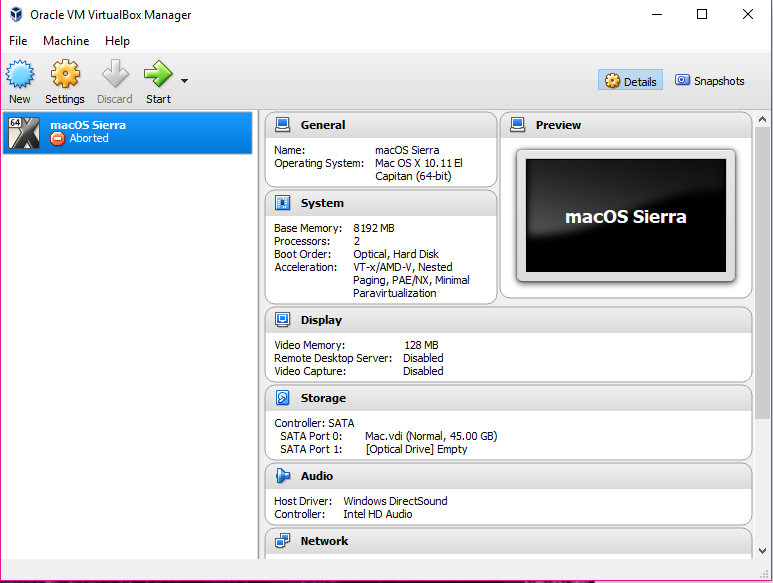 Oracle VM VirtualBox Manager
File Machine Help
New Settings Discard Start
Details Snapshots
64
macOS Sierra
Aborted
General
Name: macOS Sierra
Operating System: Mac OS X 10.11 El
Capitan (64-bit)
Preview
macOS Sierra
System
Base Memory: 8192 MB
Processors: 2
Boot Order: Optical, Hard Disk
Acceleration: VT-x/AMD-V, Nested
Paging, PAE/NX, Minimal
Paravirtualization
Display
Video Memory: 128 MB
Remote Desktop Server: Disabled
Video Capture: Disabled
Storage
Controller: SATA
SATA Port 0: Mac.vdi (Normal, 45.00 GB)
SATA Port 1: [Optical Drive] Empty
Audio
Host Driver: Windows DirectSound
Controller: Intel HD Audio
Network